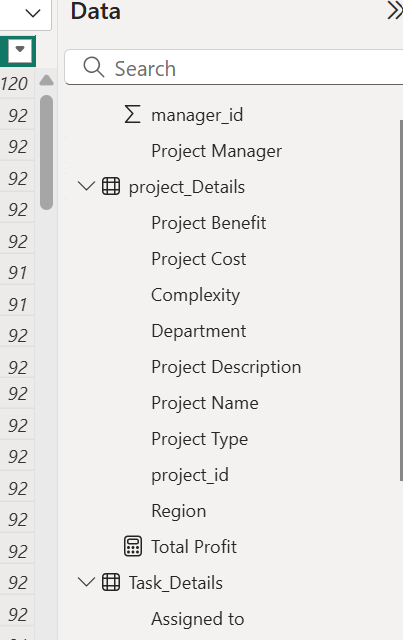 Data
Search
manager_id
Project Manager
project_Details
Project Benefit
Project Cost
Complexity
Department
Project Description
Project Name
Project Type
project_id
Region
Total Profit
Task_Details
Assigned to
120
92
92
92
92
92
91
91
92
92
92
92
92
92
92
92
92
92